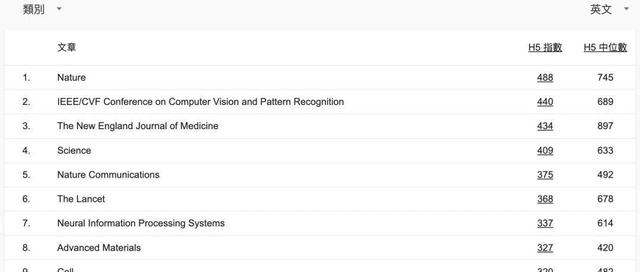 類別 英文
文章 H5 指數 H5 中位數
1. Nature 488 745
2. IEEE/CVF Conference on Computer Vision and Pattern Recognition 440 689
3. The New England Journal of Medicine 434 897
4. Science 409 633
5. Nature Communications 375 492
6. The Lancet 368 678
7. Neural Information Processing Systems 337 614
8. Advanced Materials 327 420
9. Cell 320 482